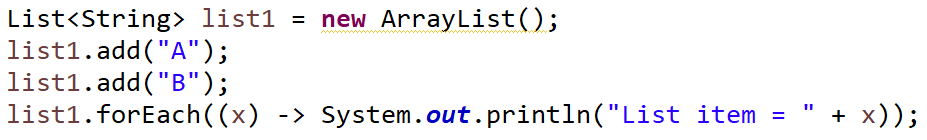 List<String> list1 = new ArrayList();
list1.add("A");
list1.add("B");
list1.forEach((x) -> System.out.println("List item = " + x));